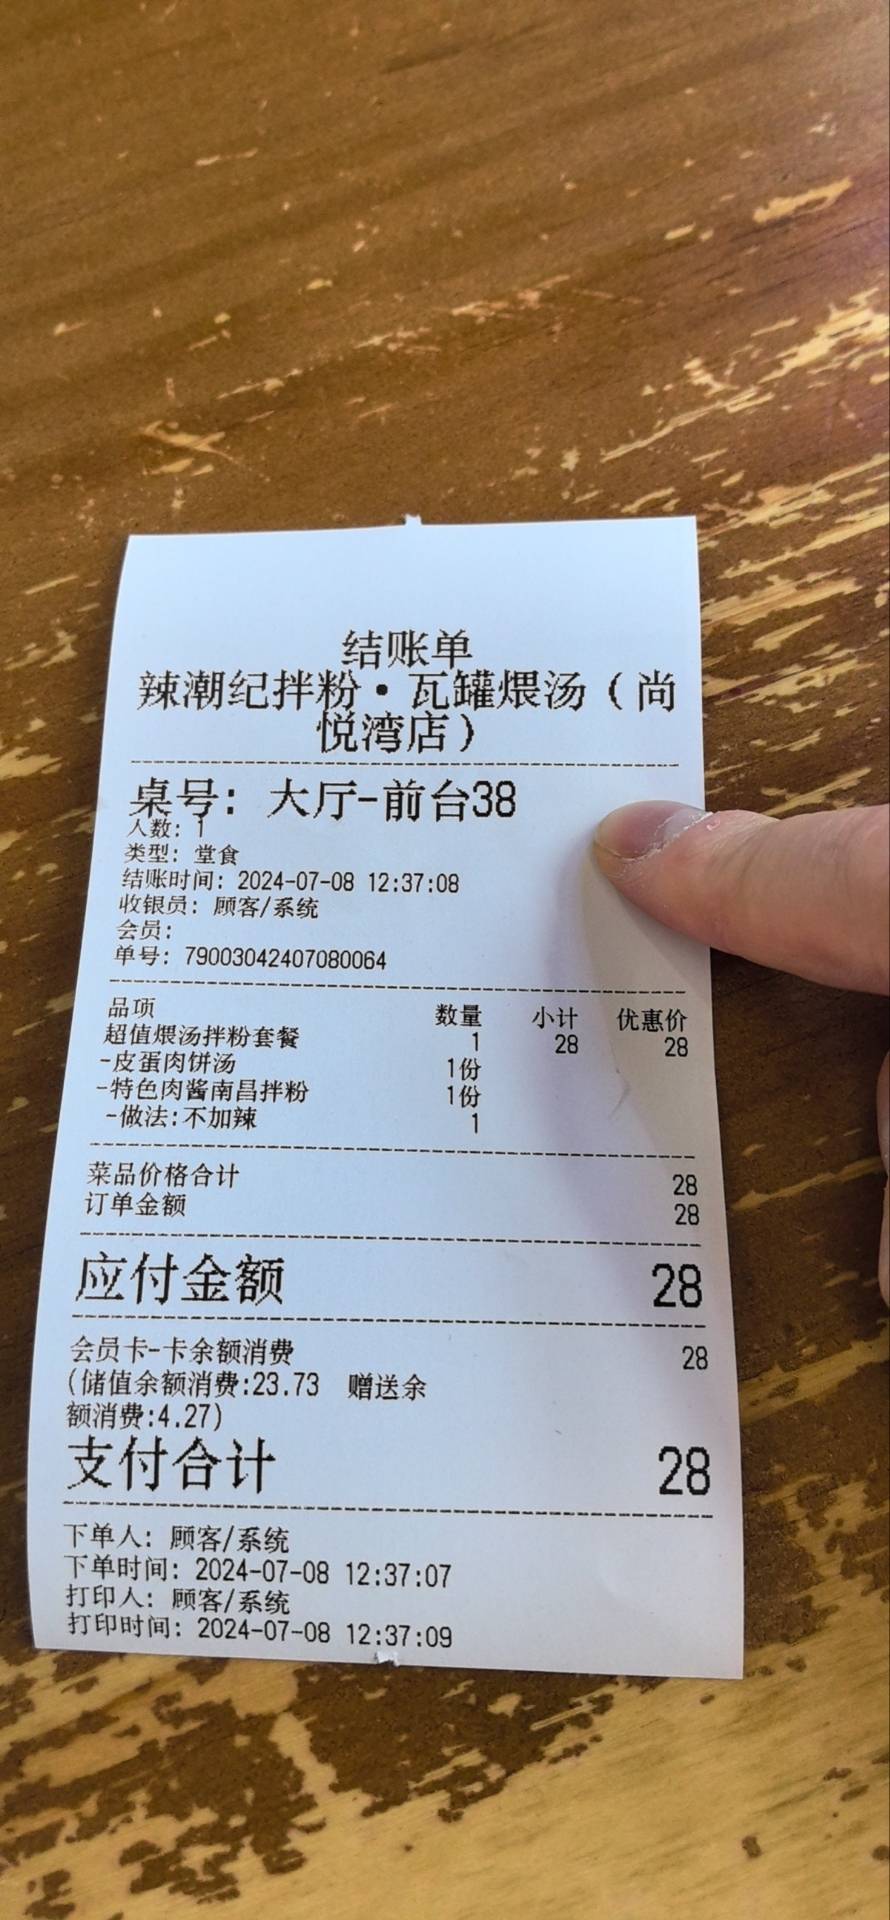 结账单
辣潮纪拌粉·瓦罐煨汤（尚
悦湾店）
桌号: 大厅-前台38
人数: 1
类型: 堂食
结账时间: 2024-07-08 12:37:08
收银员: 顾客/系统
会员:
单号: 79003042407080064
品项 数量 小计 优惠价
超值煨汤拌粉套餐 1 28 28
-皮蛋肉饼汤 1份
-特色肉酱南昌拌粉 1份
-做法:不加辣 1
菜品价格合计 28
订单金额 28
应付金额 28
会员卡-卡余额消费 28
(储值余额消费:23.73 赠送余
额消费:4.27)
支付合计 28
下单人: 顾客/系统
下单时间: 2024-07-08 12:37:07
打印人: 顾客/系统
打印时间: 2024-07-08 12:37:09